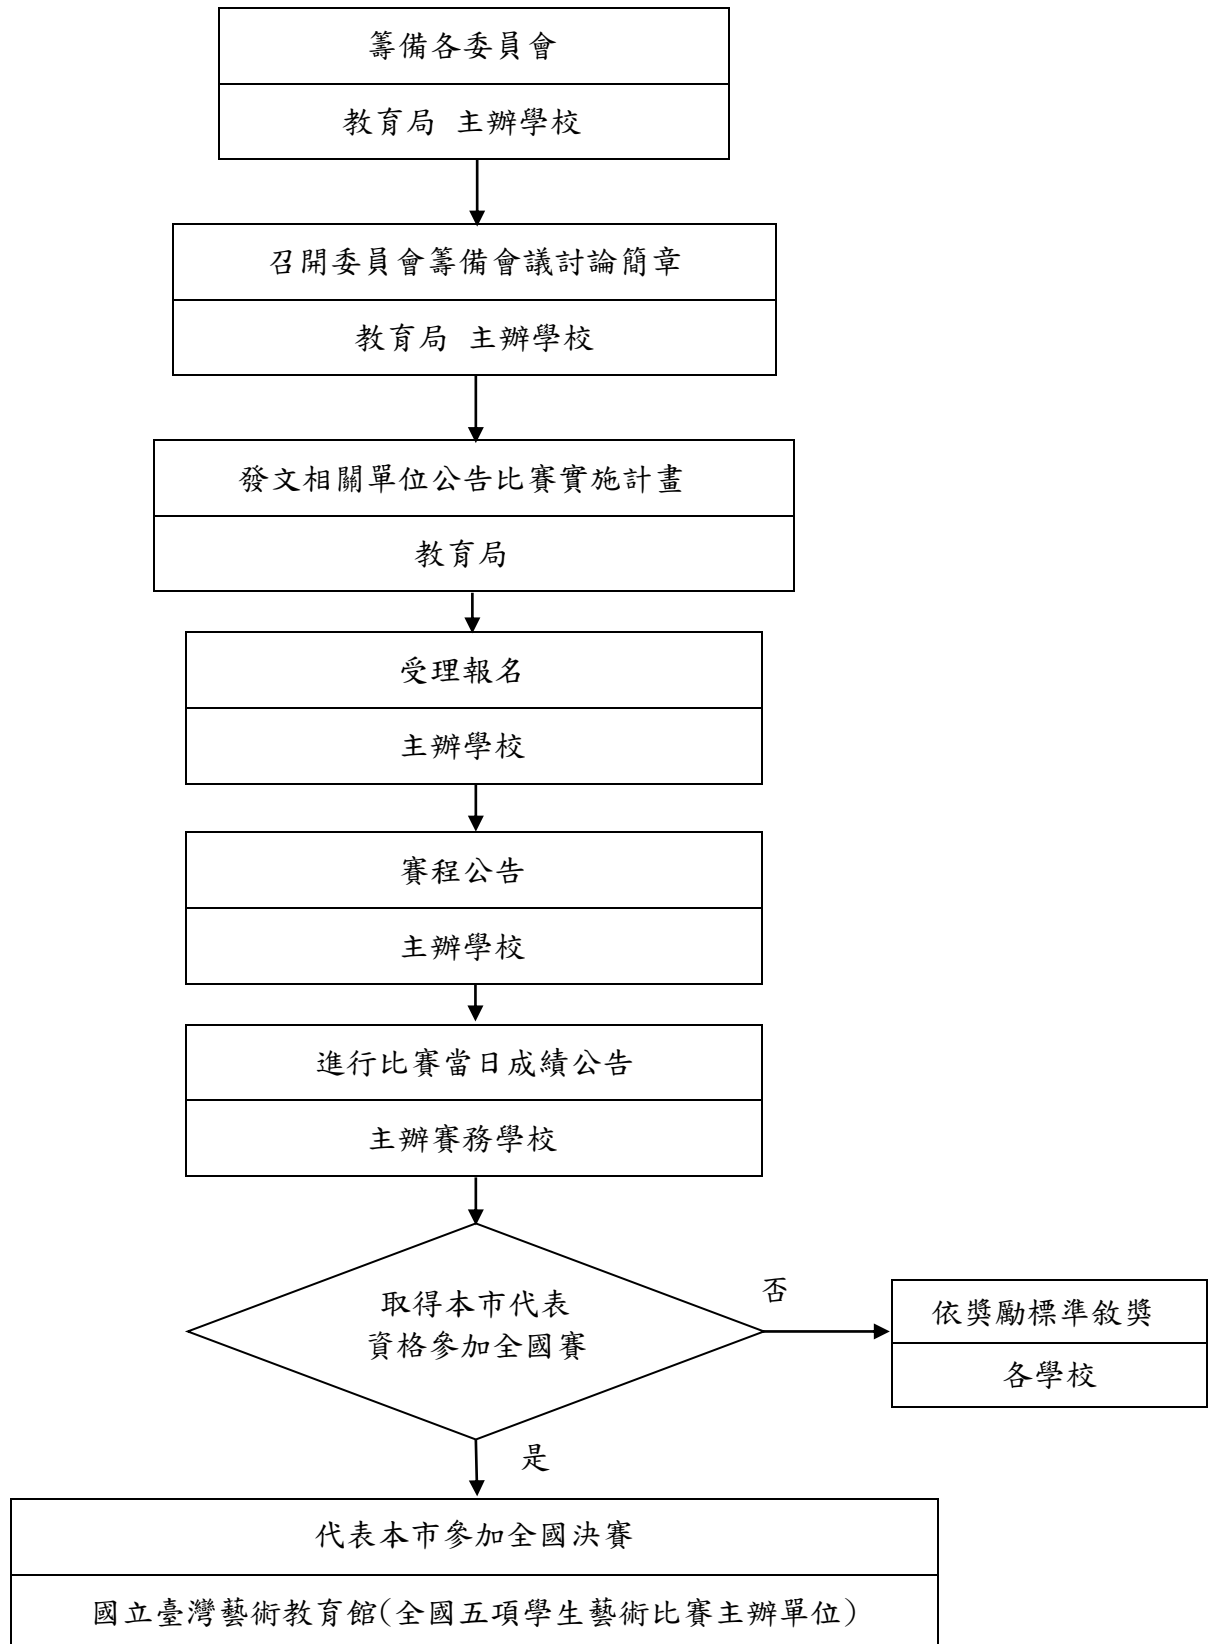 籌備各委員會
教育局 主辦學校
召開委員會籌備會議討論簡章
教育局 主辦學校
發文相關單位公告比賽實施計畫
教育局
受理報名
主辦學校
賽程公告
主辦學校
進行比賽當日成績公告
主辦賽務學校
取得本市代表
資格參加全國賽
否
依獎勵標準敘獎
各學校
是
代表本市參加全國決賽
國立臺灣藝術教育館(全國五項學生藝術比賽主辦單位)